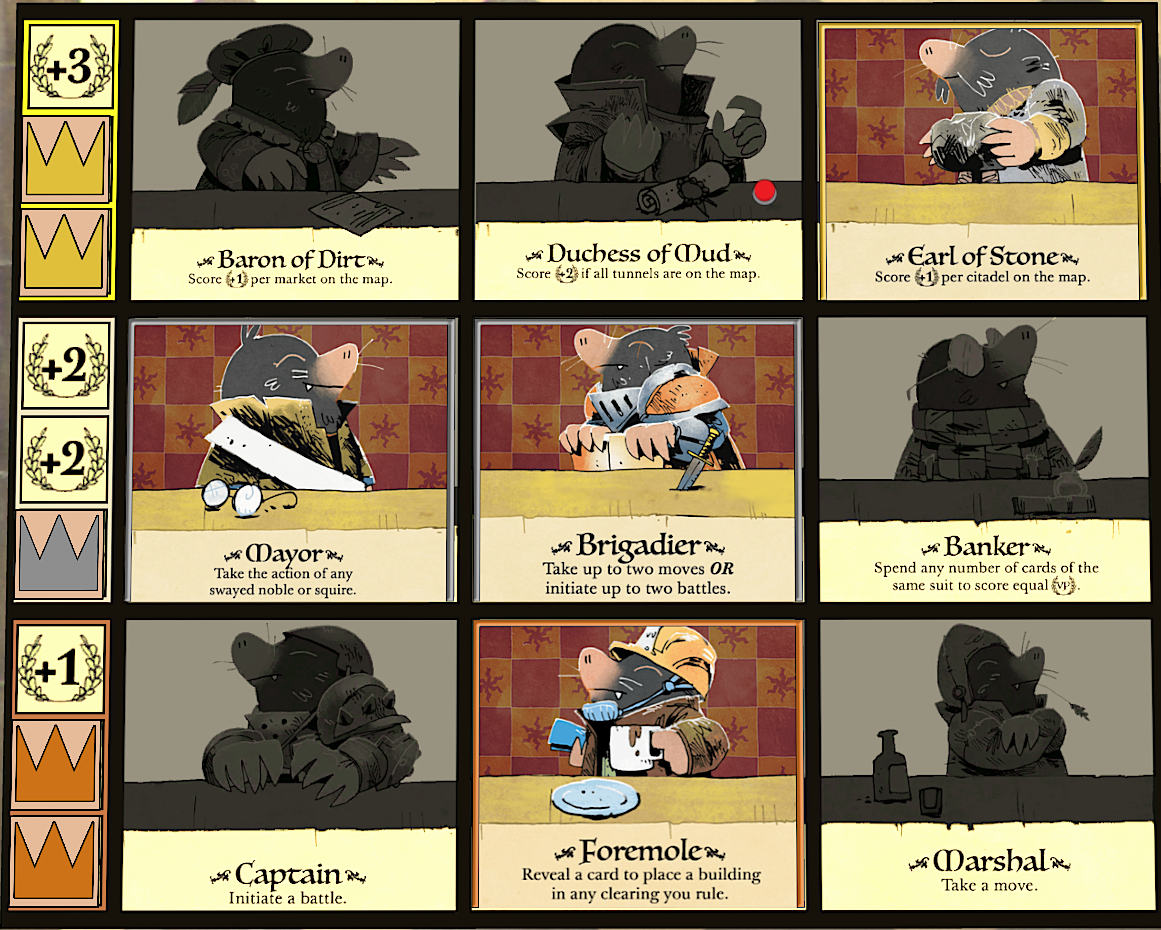 +3
Baron of Dirt
Score +1 per market on the map.
Duchess of Mud
Score +2 if all tunnels are on the map.
Earl of Stone
Score +1 per citadel on the map.
+2
+2
Mayor
Take the action of any
swayed noble or squire.
Brigadier
Take up to two moves OR
initiate up to two battles.
Banker
Spend any number of cards of the
same suit to score equal VP.
+1
Captain
Initiate a battle.
Foremole
Reveal a card to place a building
in any clearing you rule.
Marshal
Take a move.